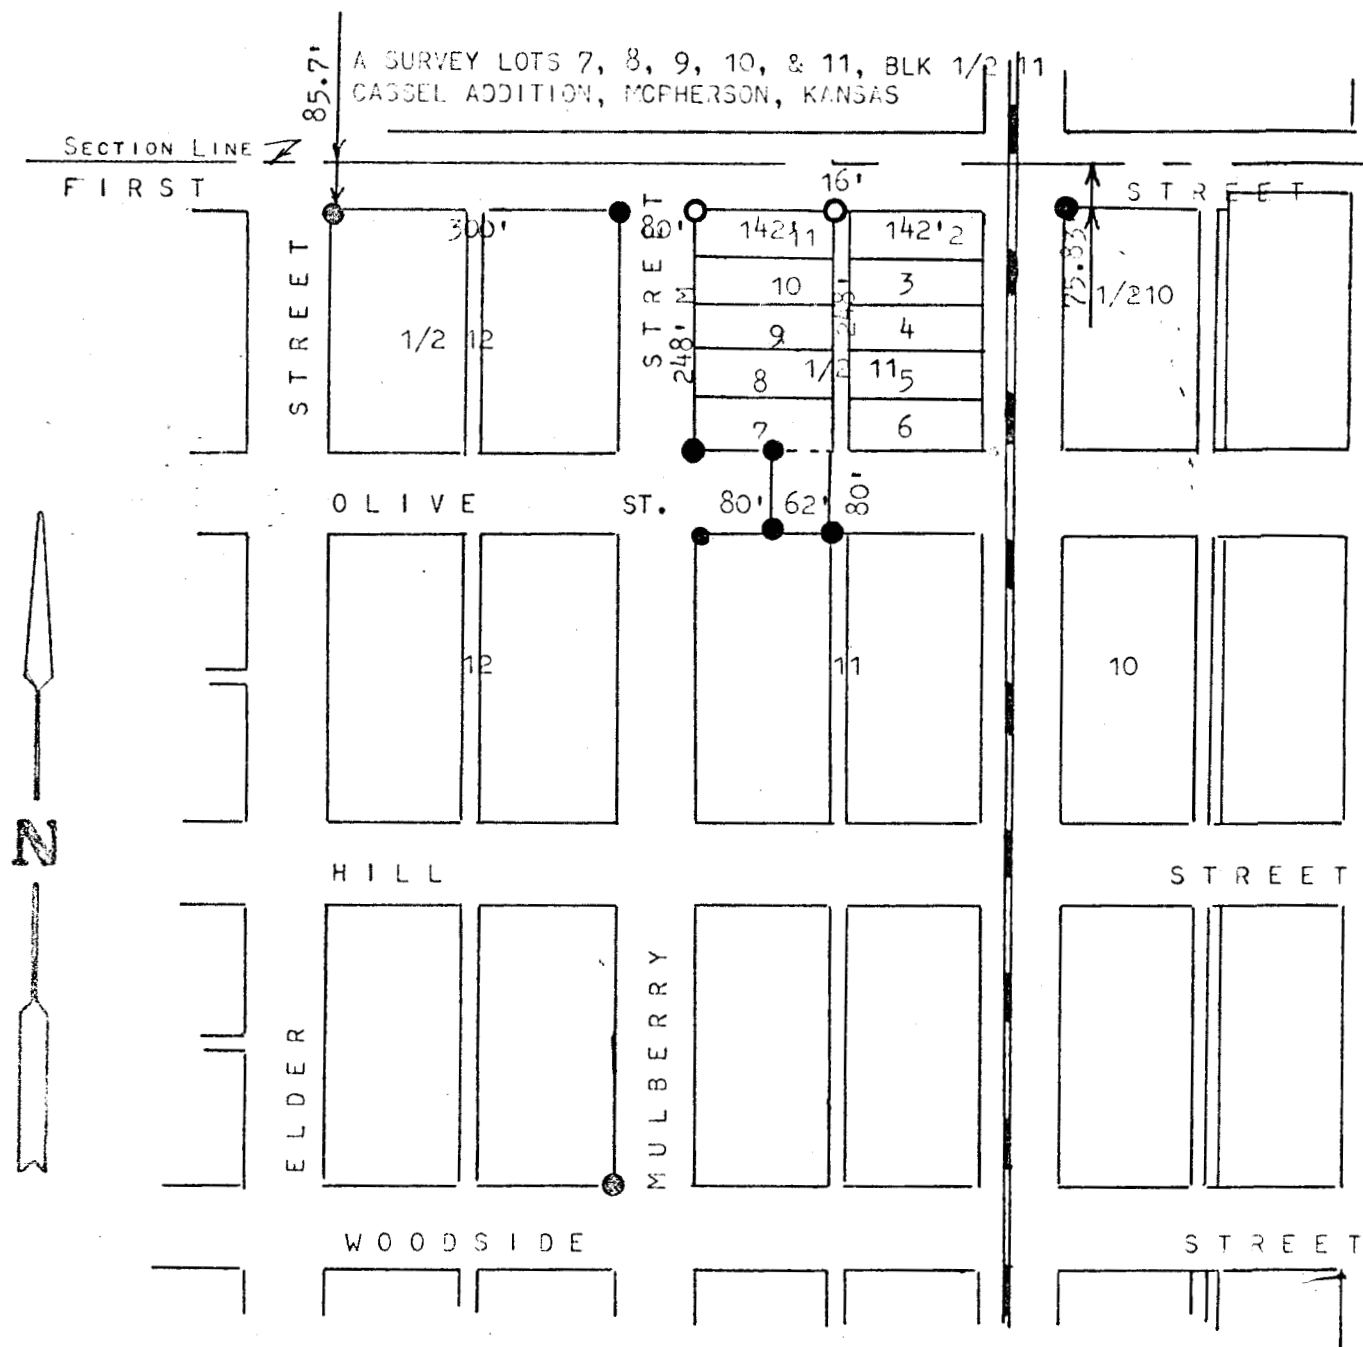 85.7'
A SURVEY LOTS 7, 8, 9, 10, & 11, BLK 1/2 11
CASSEL ADDITION, MCPHERSON, KANSAS
SECTION LINE
FIRST STREET
16'
300' 80' 142' 11 142' 2
75.83'
STREET
STREET
248' M
10 3
248'
1/2 10
1/2 12
9 4
1/2 11
8 5
7 6
OLIVE ST. 80' 62' 80'
12 11 10
N
HILL STREET
ELDER
MULBERRY
WOODSIDE STREET